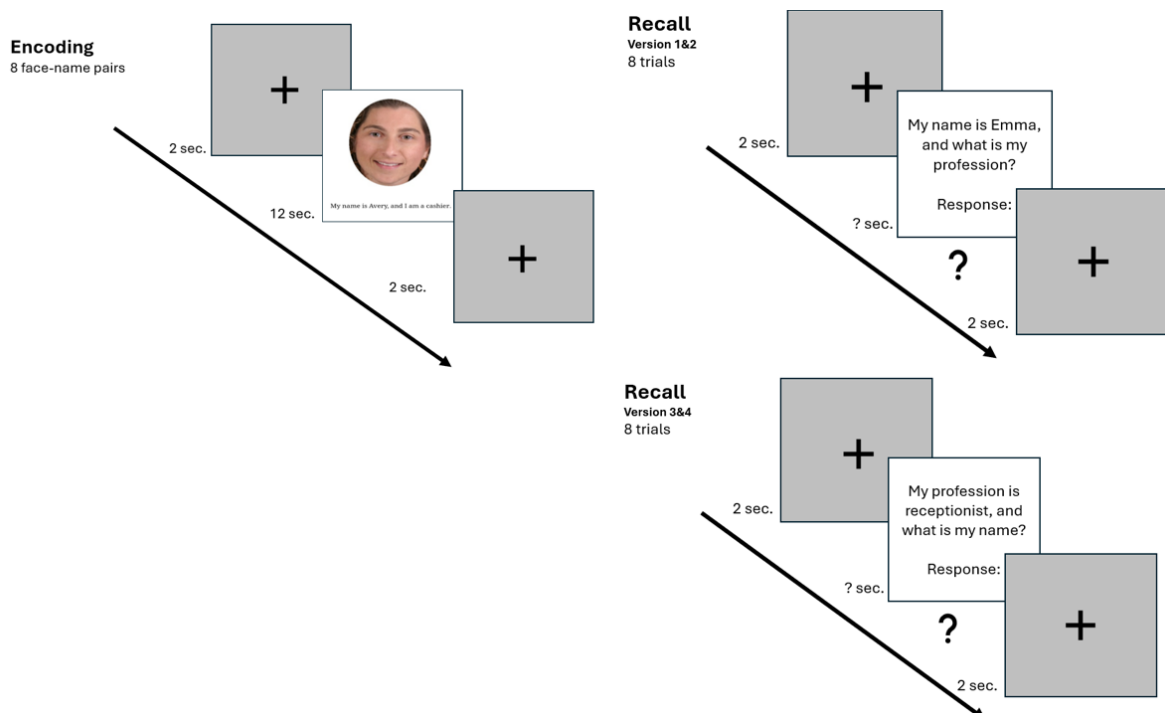 Encoding
8 face-name pairs
2 sec.
My name is Avery, and I am a cashier.
12 sec.
2 sec.
Recall
Version 1&2
8 trials
2 sec.
My name is Emma,
and what is my
profession?
Response:
? sec.
?
2 sec.
Recall
Version 3&4
8 trials
2 sec.
My profession is
receptionist, and
what is my name?
Response:
? sec.
?
2 sec.